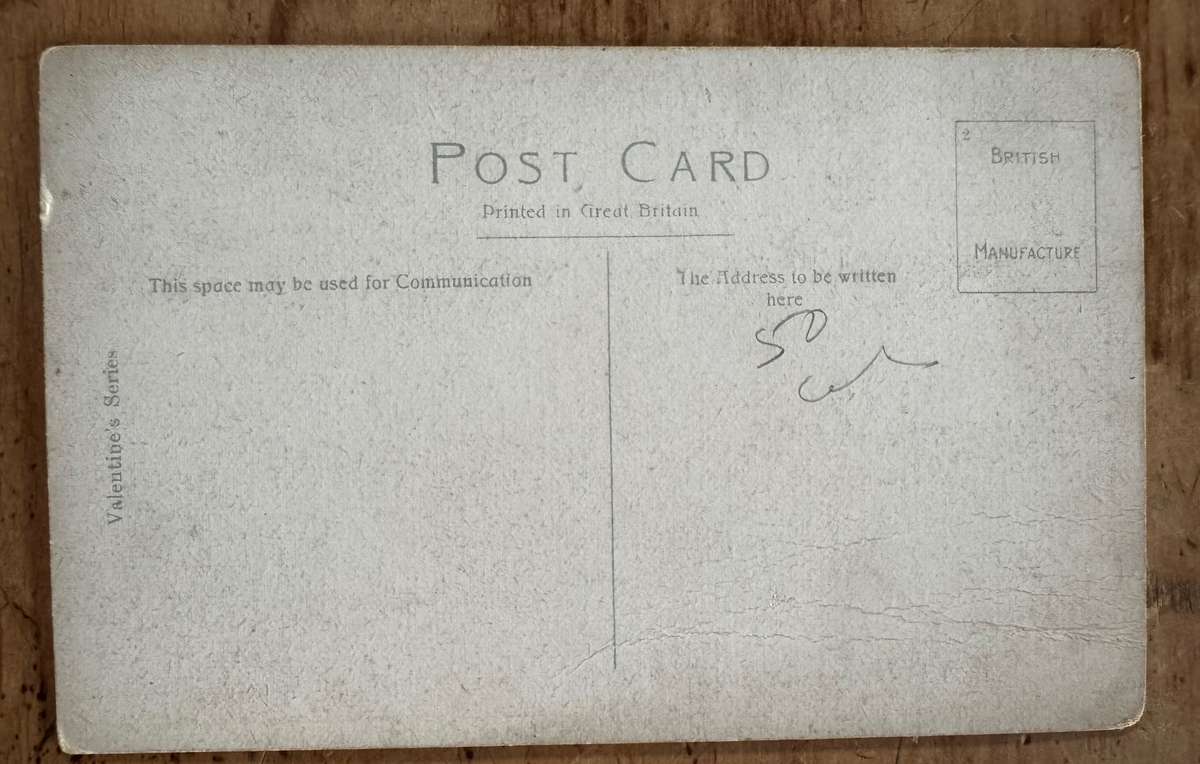 POST CARD
Printed in Great Britain
2
BRITISH
MANUFACTURE
This space may be used for Communication
The Address to be written
here
50
Valentine's Series